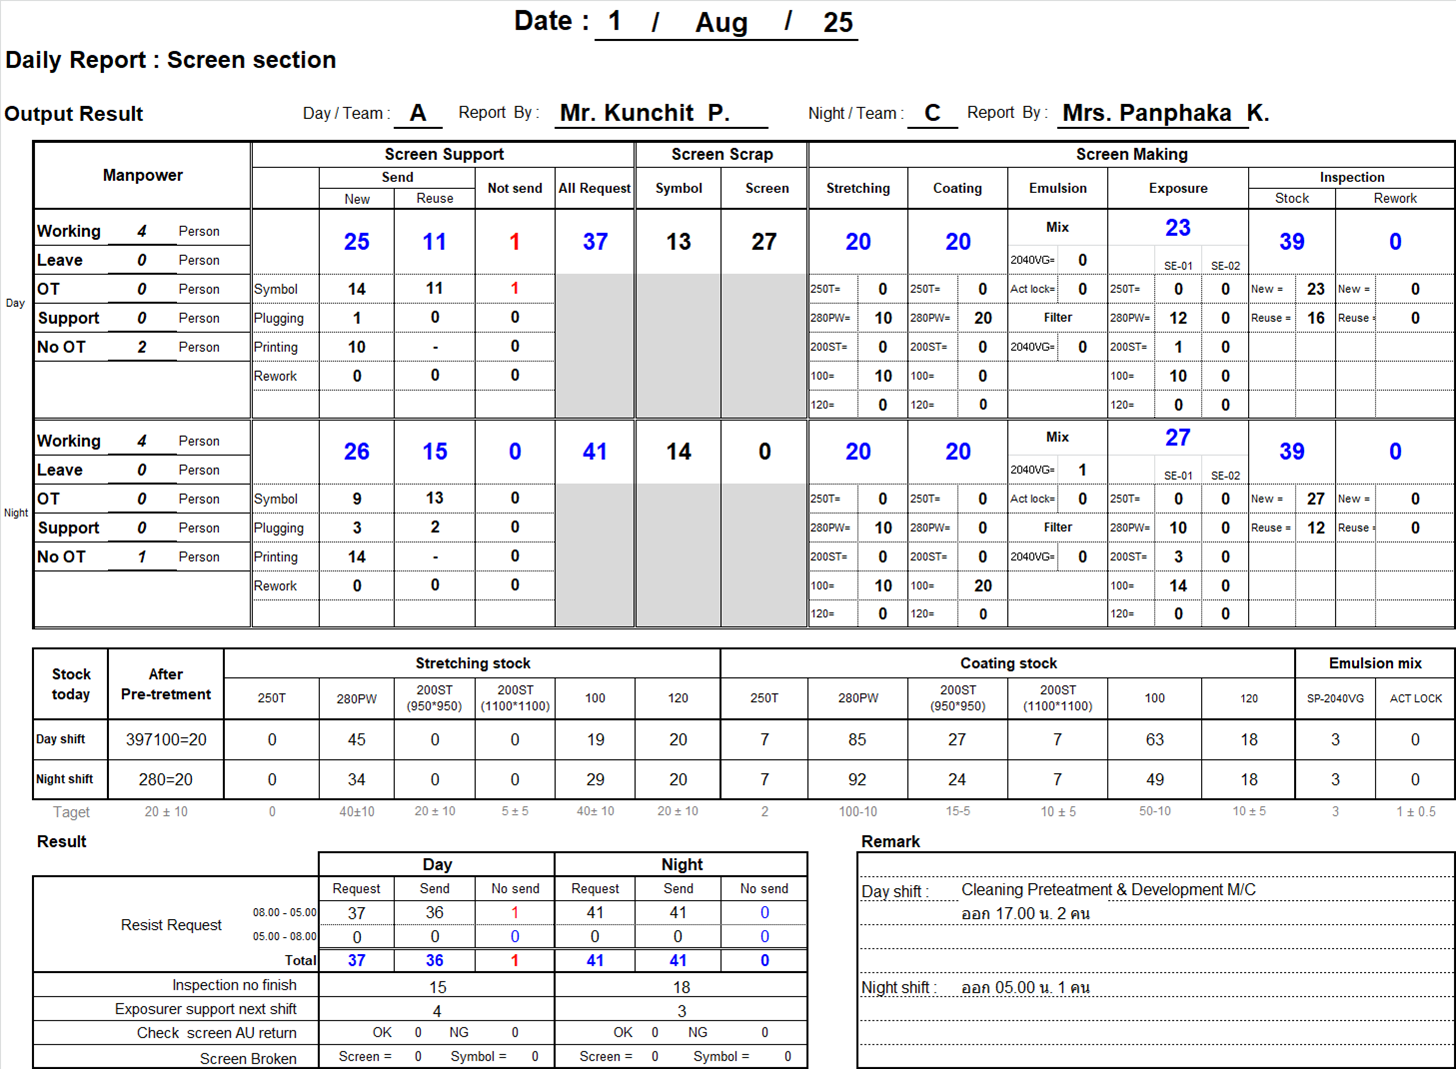 Date : 1 / Aug / 25
Daily Report : Screen section
Output Result Day / Team : A Report By : Mr. Kunchit P. Night / Team : C Report By : Mrs. Panphaka K.
Manpower Screen Support Screen Scrap Screen Making
Send Not send All Request Symbol Screen Stretching Coating Emulsion Exposure Inspection
New Reuse Stock Rework
Day
Working 4 Person 25 11 1 37 13 27 20 20 Mix 23 39 0
Leave 0 Person 2040VG= 0 SE-01 SE-02
OT 0 Person Symbol 14 11 1 250T= 0 250T= 0 Act lock= 0 250T= 0 0 New = 23 New = 0
Support 0 Person Plugging 1 0 0 280PW= 10 280PW= 20 Filter 280PW= 12 0 Reuse = 16 Reuse = 0
No OT 2 Person Printing 10 - 0 200ST= 0 200ST= 0 2040VG= 0 200ST= 1 0
Rework 0 0 0 100= 10 100= 0 100= 10 0
120= 0 120= 0 120= 0 0
Night
Working 4 Person 26 15 0 41 14 0 20 20 Mix 27 39 0
Leave 0 Person 2040VG= 1 SE-01 SE-02
OT 0 Person Symbol 9 13 0 250T= 0 250T= 0 Act lock= 0 250T= 0 0 New = 27 New = 0
Support 0 Person Plugging 3 2 0 280PW= 10 280PW= 0 Filter 280PW= 10 0 Reuse = 12 Reuse = 0
No OT 1 Person Printing 14 - 0 200ST= 0 200ST= 0 2040VG= 0 200ST= 3 0
Rework 0 0 0 100= 10 100= 20 100= 14 0
120= 0 120= 0 120= 0 0
Stock today After Pre-tretment Stretching stock Coating stock Emulsion mix
250T 280PW 200ST (950*950) 200ST (1100*1100) 100 120 250T 280PW 200ST (950*950) 200ST (1100*1100) 100 120 SP-2040VG ACT LOCK
Day shift 397100=20 0 45 0 0 19 20 7 85 27 7 63 18 3 0
Night shift 280=20 0 34 0 0 29 20 7 92 24 7 49 18 3 0
Taget 20 ± 10 0 40±10 20 ± 10 5 ± 5 40± 10 20 ± 10 2 100-10 15-5 10 ± 5 50-10 10 ± 5 3 1 ± 0.5
Result
Day Night
Request Send No send Request Send No send
Resist Request 08.00 - 05.00 37 36 1 41 41 0
05.00 - 08.00 0 0 0 0 0 0
Total 37 36 1 41 41 0
Inspection no finish 15 18
Exposurer support next shift 4 3
Check screen AU return OK 0 NG 0 OK 0 NG 0
Screen Broken Screen = 0 Symbol = 0 Screen = 0 Symbol = 0
Remark
Day shift : Cleaning Preteatment & Development M/C
ออก 17.00 น. 2 คน
Night shift : ออก 05.00 น. 1 คน